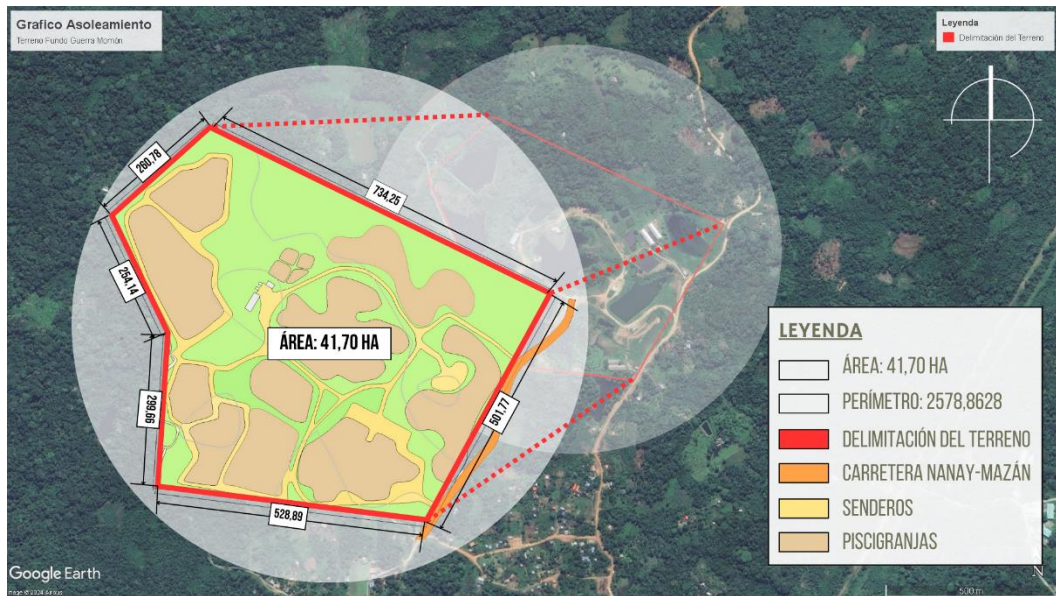 Grafico Asoleamiento
Terreno Fundo Guerra Momón
Leyenda
Delimitación del Terreno
260,78
734,25
254,14
ÁREA: 41,70 HA
299,66
501,77
528,89
LEYENDA
ÁREA: 41,70 HA
PERÍMETRO: 2578,8628
DELIMITACIÓN DEL TERRENO
CARRETERA NANAY-MAZÁN
SENDEROS
PISCIGRANJAS
Google Earth
N
500 m